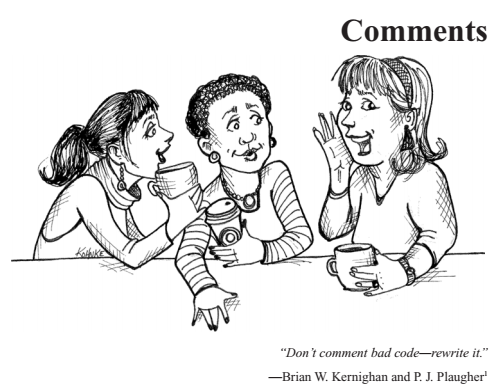 Comments
“Don’t comment bad code—rewrite it.”
—Brian W. Kernighan and P. J. Plaugher¹